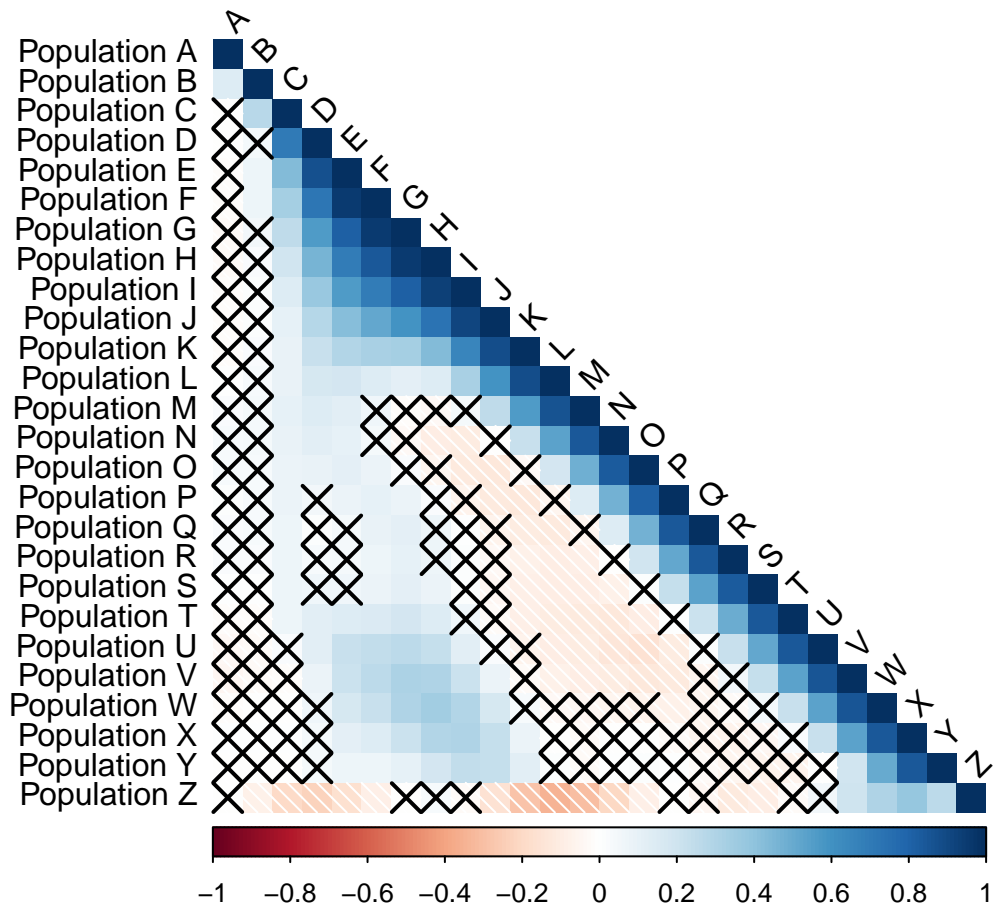 A
Population A
B
Population B
C
Population C
D
Population D
E
Population E
F
Population F
G
Population G
H
Population H
I
Population I
J
Population J
K
Population K
L
Population L
M
Population M
N
Population N
O
Population O
P
Population P
Q
Population Q
R
Population R
S
Population S
T
Population T
U
Population U
V
Population V
W
Population W
X
Population X
Y
Population Y
Z
Population Z
−1 −0.8 −0.6 −0.4 −0.2 0 0.2 0.4 0.6 0.8 1